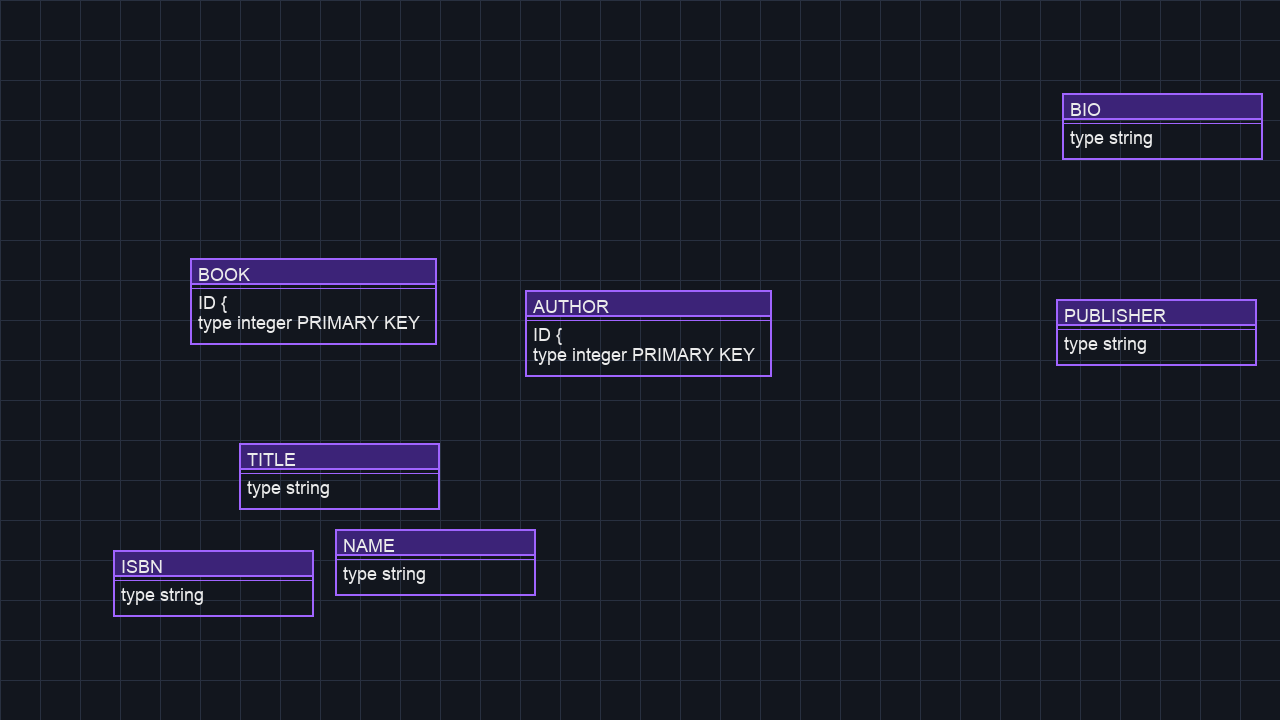 BIO
type string
BOOK
ID {
type integer PRIMARY KEY
AUTHOR
ID {
type integer PRIMARY KEY
PUBLISHER
type string
TITLE
type string
NAME
type string
ISBN
type string